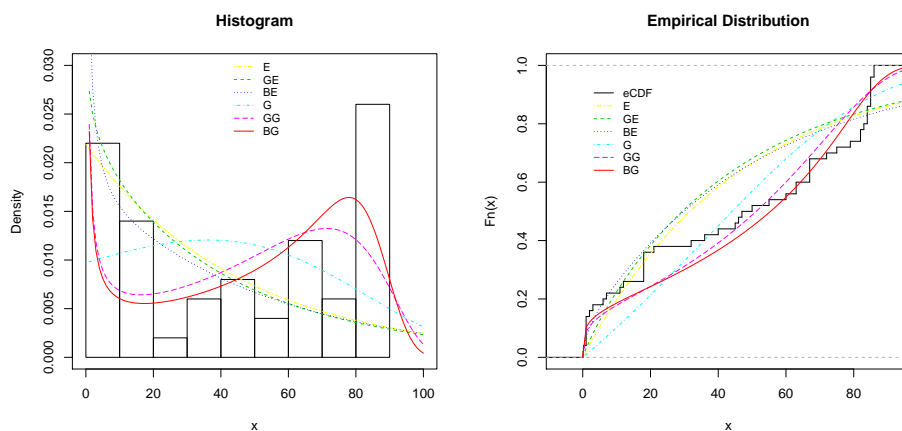 Histogram
Density
0.000
0.005
0.010
0.015
0.020
0.025
0.030
0
20
40
60
80
100
x
E
GE
BE
G
GG
BG
Empirical Distribution
Fn(x)
0.0
0.2
0.4
0.6
0.8
1.0
0
20
40
60
80
x
eCDF
E
GE
BE
G
GG
BG